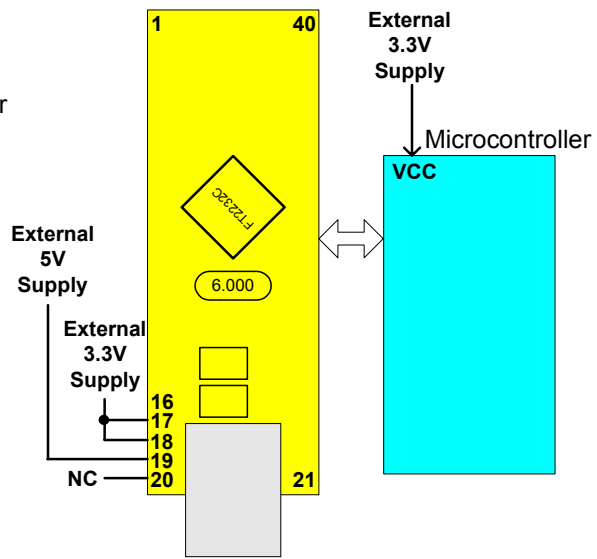 1 40
External
3.3V
Supply
r
Microcontroller
VCC
FT2232C
External
5V
Supply
6.000
External
3.3V
Supply
16
17
18
19
NC 20 21